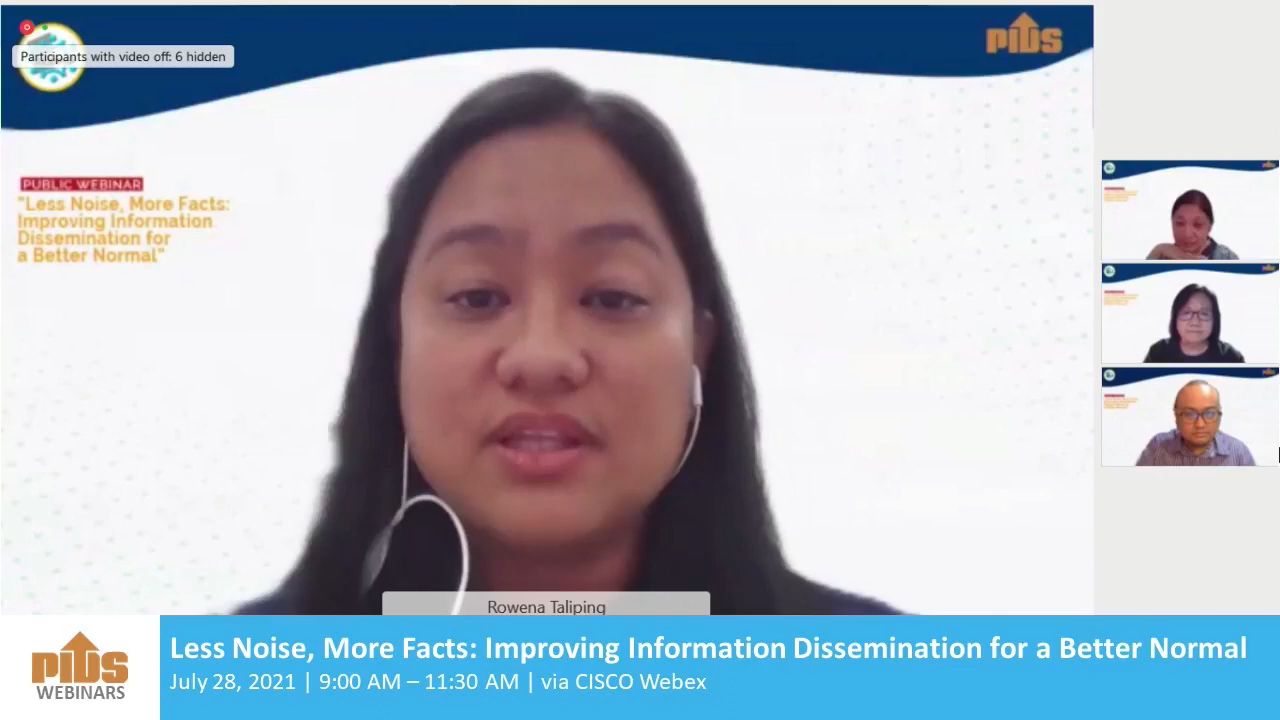 Participants with video off: 6 hidden
PIDS
PUBLIC WEBINAR
"Less Noise, More Facts:
Improving Information
Dissemination for
a Better Normal"
Rowena Taliping
PIDS
WEBINARS
Less Noise, More Facts: Improving Information Dissemination for a Better Normal
July 28, 2021 | 9:00 AM – 11:30 AM | via CISCO Webex